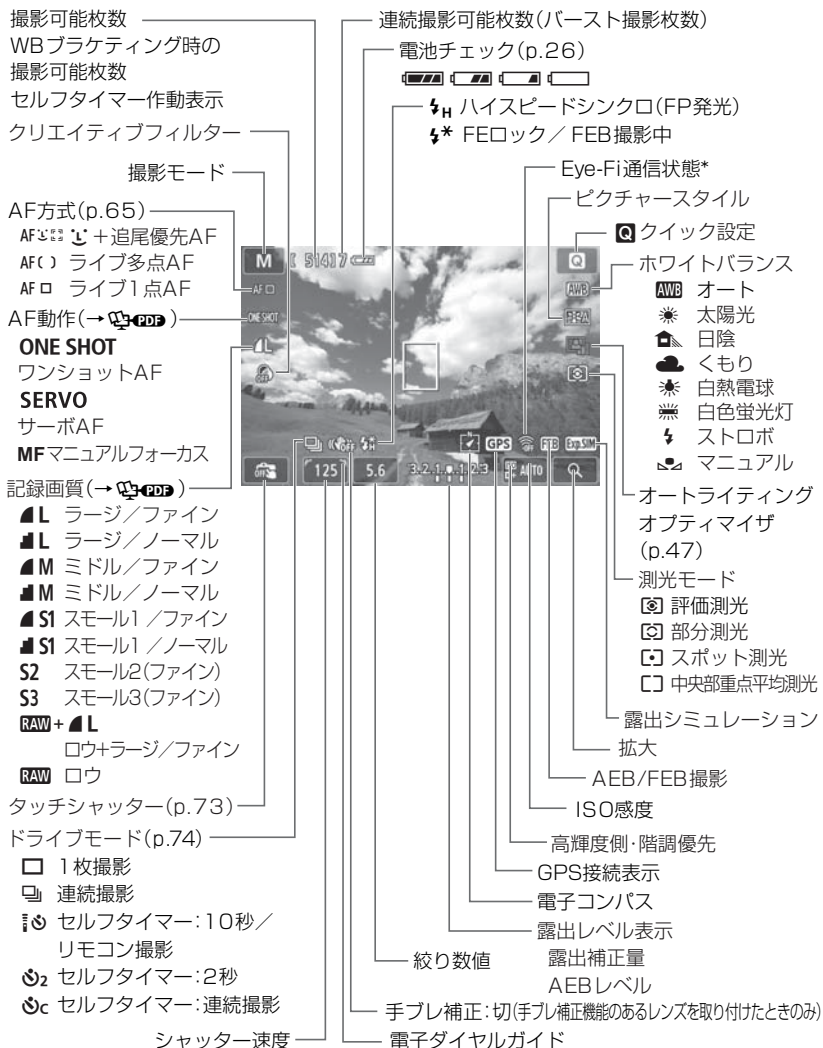 撮影可能枚数
WBブラケティング時の
撮影可能枚数
セルフタイマー作動表示
クリエイティブフィルター
撮影モード
AF方式(p.65)
AF +追尾優先AF
AF( ) ライブ多点AF
AF□ ライブ1点AF
AF動作(→PDF)
ONE SHOT
ワンショットAF
SERVO
サーボAF
MFマニュアルフォーカス
記録画質(→PDF)
L ラージ/ファイン
L ラージ/ノーマル
M ミドル/ファイン
M ミドル/ノーマル
S1 スモール1/ファイン
S1 スモール1/ノーマル
S2 スモール2(ファイン)
S3 スモール3(ファイン)
RAW+L
ロウ+ラージ/ファイン
RAW ロウ
タッチシャッター(p.73)
ドライブモード(p.74)
1枚撮影
連続撮影
セルフタイマー:10秒/
リモコン撮影
2 セルフタイマー:2秒
C セルフタイマー:連続撮影
シャッター速度
連続撮影可能枚数(バースト撮影枚数)
電池チェック(p.26)
H ハイスピードシンクロ(FP発光)
* FEロック/FEB撮影中
Eye-Fi通信状態*
ピクチャースタイル
Q クイック設定
ホワイトバランス
AWB オート
太陽光
日陰
くもり
白熱電球
白色蛍光灯
ストロボ
マニュアル
オートライティング
オプティマイザ
(p.47)
測光モード
評価測光
部分測光
スポット測光
中央部重点平均測光
露出シミュレーション
拡大
AEB/FEB撮影
ISO感度
高輝度側・階調優先
GPS接続表示
電子コンパス
露出レベル表示
露出補正量
AEBレベル
絞り数値
手ブレ補正:切(手ブレ補正機能のあるレンズを取り付けたときのみ)
電子ダイヤルガイド
M [ 514]7
Q
AF□
AWB
ONE SHOT
L
OFF
OFF
GPS
OFF
FEB
Exp.SIM
OFF
125
5.6
3..2..1..0..1..2..3
AUTO